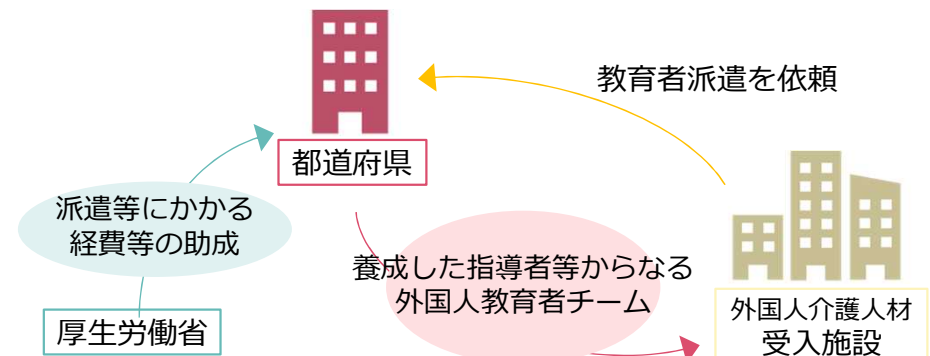 教育者派遣を依頼
都道府県
派遣等にかかる
経費等の助成
養成した指導者等からなる
外国人教育者チーム
厚生労働省
外国人介護人材
受入施設